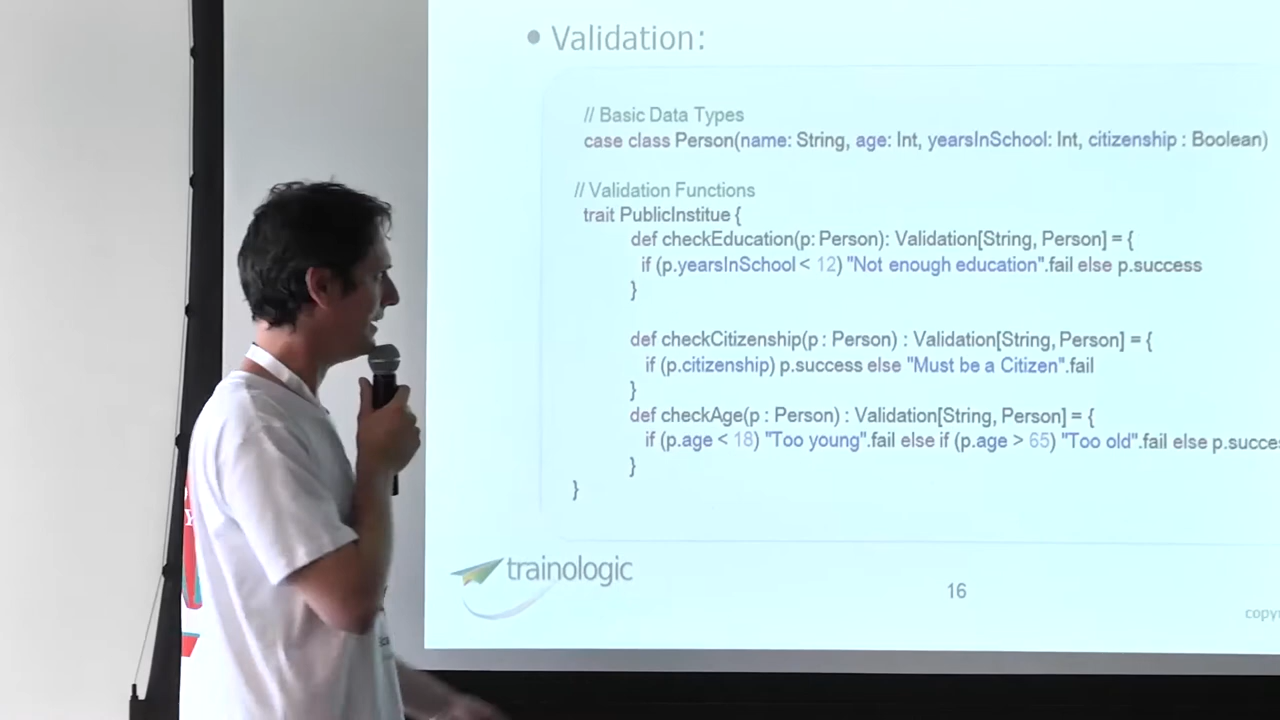 • Validation:
// Basic Data Types
case class Person(name: String, age: Int, yearsInSchool: Int, citizenship : Boolean)
// Validation Functions
trait PublicInstitue {
def checkEducation(p: Person): Validation[String, Person] = {
if (p.yearsInSchool < 12) "Not enough education".fail else p.success
}
def checkCitizenship(p : Person) : Validation[String, Person] = {
if (p.citizenship) p.success else "Must be a Citizen".fail
}
def checkAge(p : Person) : Validation[String, Person] = {
if (p.age < 18) "Too young".fail else if (p.age > 65) "Too old".fail else p.succes
}
}
trainologic
16
copy